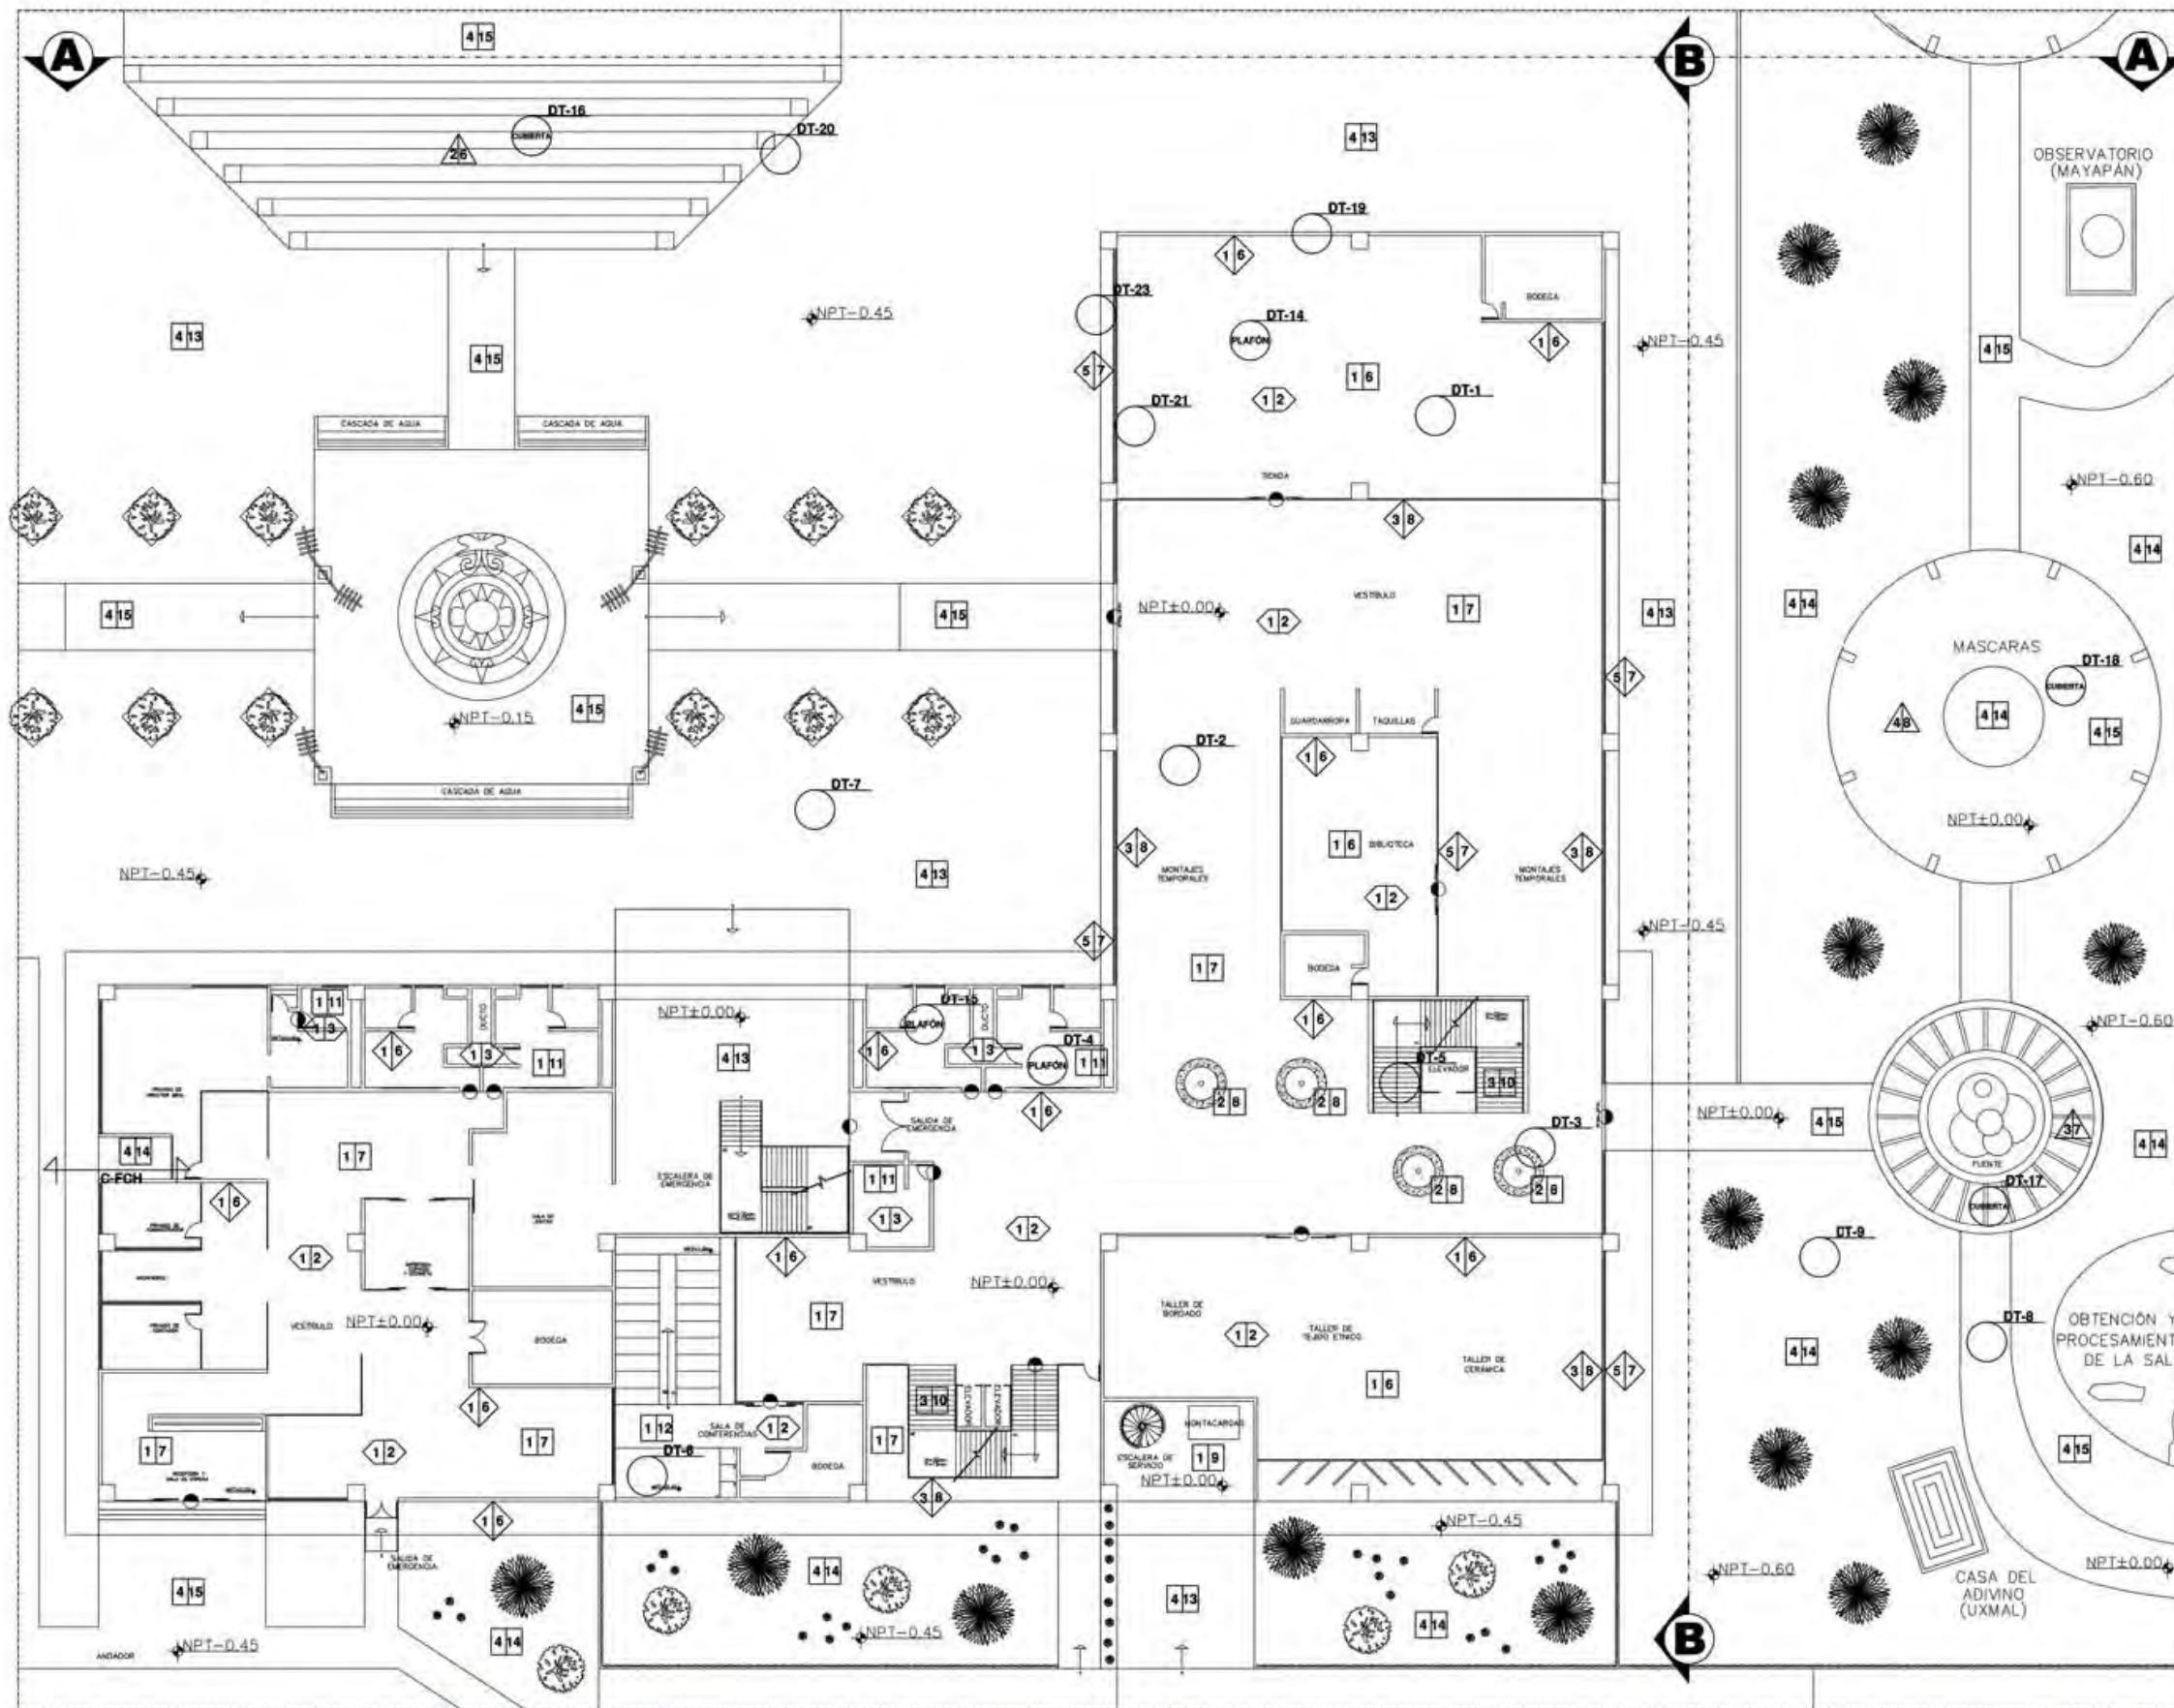 A
4 15
B
A
DT-16
CUBIERTA
DT-20
26
4 13
OBSERVATORIO
(MAYAPÁN)
DT-19
1 6
DT-23
BODEGA
NPT-0.45
DT-14
PLAFÓN
4 13
4 15
1 6
NPT-0.45
4 15
5 7
1 6
1 2
DT-1
DT-21
CASCADA DE AGUA
CASCADA DE AGUA
TIENDA
NPT-0.60
3 8
4 14
VESTIBULO
4 15
4 15
NPT±0.00
1 2
1 7
4 13
4 14
MASCARAS
DT-18
CUBIERTA
5 7
NPT-0.15
4 15
GUARDARROPA
TAQUILLAS
48
4 14
4 15
DT-2
1 6
CASCADA DE AGUA
DT-7
NPT±0.00
3 8
1 6
BIBLIOTECA
5 7
3 8
NPT-0.45
4 13
MONTAJES
TEMPORALES
MONTAJES
TEMPORALES
1 2
5 7
NPT-0.45
1 7
BODEGA
1 11
1 3
DUCTO
NPT±0.00
DT-15
PLAFÓN
DUCTO
1 6
NPT-0.60
1 6
1 3
1 11
4 13
1 6
1 3
DT-4
PLAFÓN
1 11
DT-5
ELEVADOR
3 10
2 8
2 8
1 6
SALIDA DE
EMERGENCIA
NPT±0.00
4 15
37
FUENTE
4 14
DT-3
4 14
C-FCH
1 7
ESCALERA DE
EMERGENCIA
1 11
2 8
2 8
DT-17
CUBIERTA
1 6
1 3
1 2
1 2
1 6
1 6
DT-9
VESTIBULO
NPT±0.00
VESTIBULO
NPT±0.00
BODEGA
1 7
TALLER DE
BORDADO
1 2
TALLER DE
TEJIDO ETNICO
TALLER DE
CERAMICA
DT-8
4 14
OBTENCIÓN Y
PROCESAMIENT
DE LA SAL
3 8
5 7
1 6
1 6
3 10
ELEVADOR
ELEVADOR
1 7
1 2
1 7
1 12
SALA DE
CONFERENCIAS
1 2
1 7
MONTACARGAS
4 15
DT-6
BODEGA
ESCALERA DE
SERVICIO
1 9
NPT±0.00
3 8
1 6
NPT-0.45
SALIDA DE
EMERGENCIA
4 15
4 14
4 13
NPT-0.60
CASA DEL
ADIVINO
(UXMAL)
NPT±0.00
ANDADOR
NPT-0.45
4 14
NPT-0.45
4 14
B